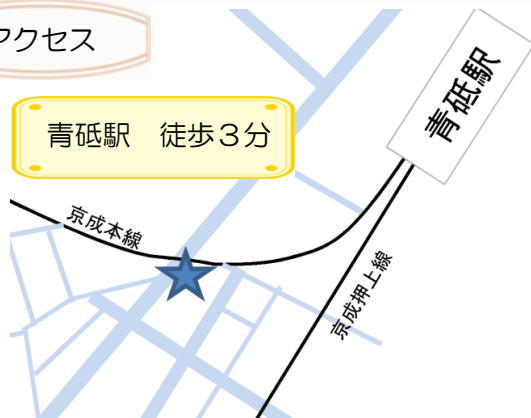 アクセス
青砥駅　徒歩３分
青砥駅
京成本線
京成押上線